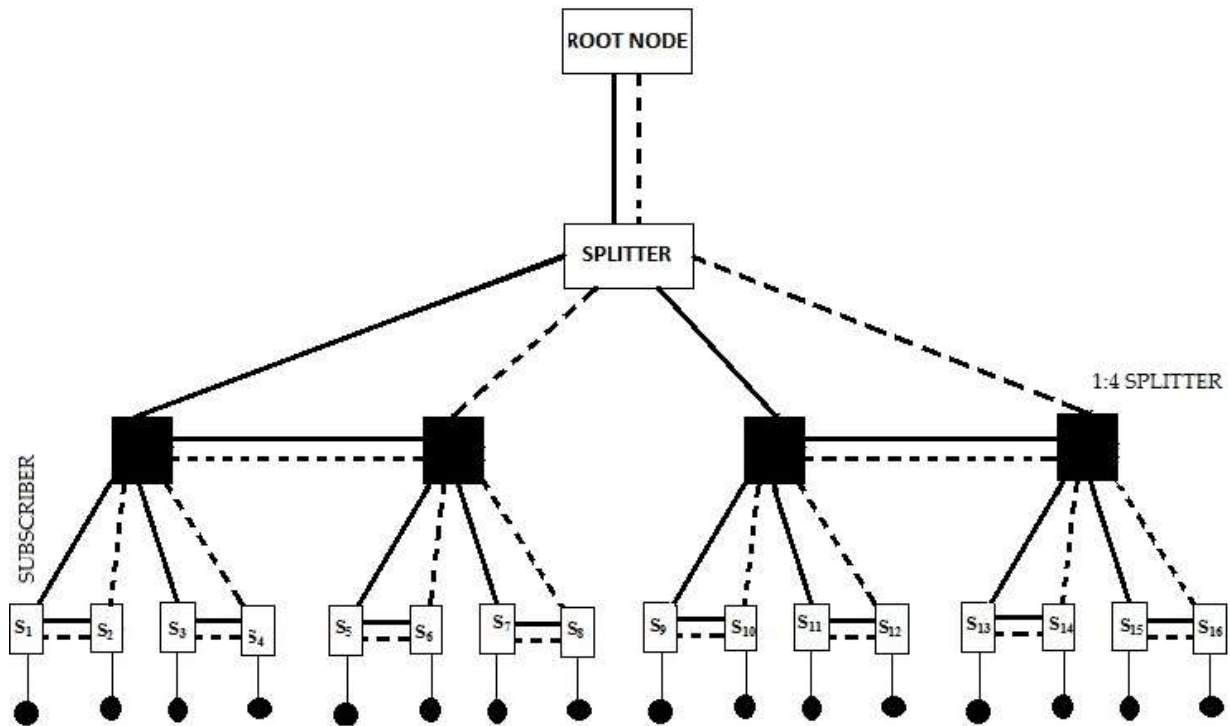 ROOT NODE
SPLITTER
1:4 SPLITTER
SUBSCRIBER
S1 S2 S3 S4 S5 S6 S7 S8 S9 S10 S11 S12 S13 S14 S15 S16